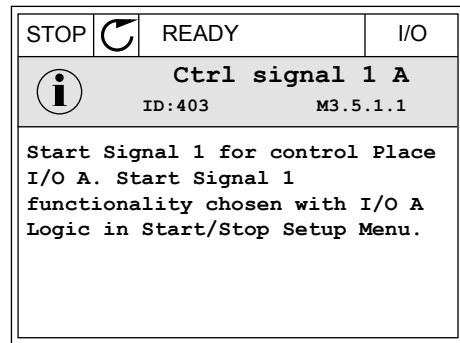 STOP READY I/O
Ctrl signal 1 A
ID:403 M3.5.1.1
Start Signal 1 for control Place
I/O A. Start Signal 1
functionality chosen with I/O A
Logic in Start/Stop Setup Menu.